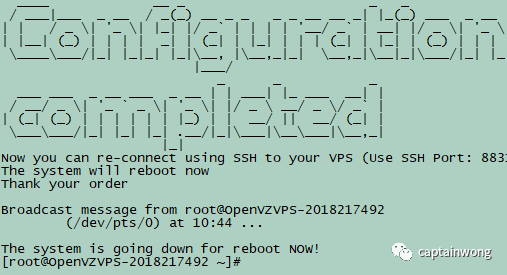 Configuration
completed
Now you can re-connect using SSH to your VPS (Use SSH Port: 883
The system will reboot now
Thank your order
Broadcast message from root@OpenVZVPS-2018217492
(/dev/pts/0) at 10:44 ...
The system is going down for reboot NOW!
[root@OpenVZVPS-2018217492 ~]#
captainwong